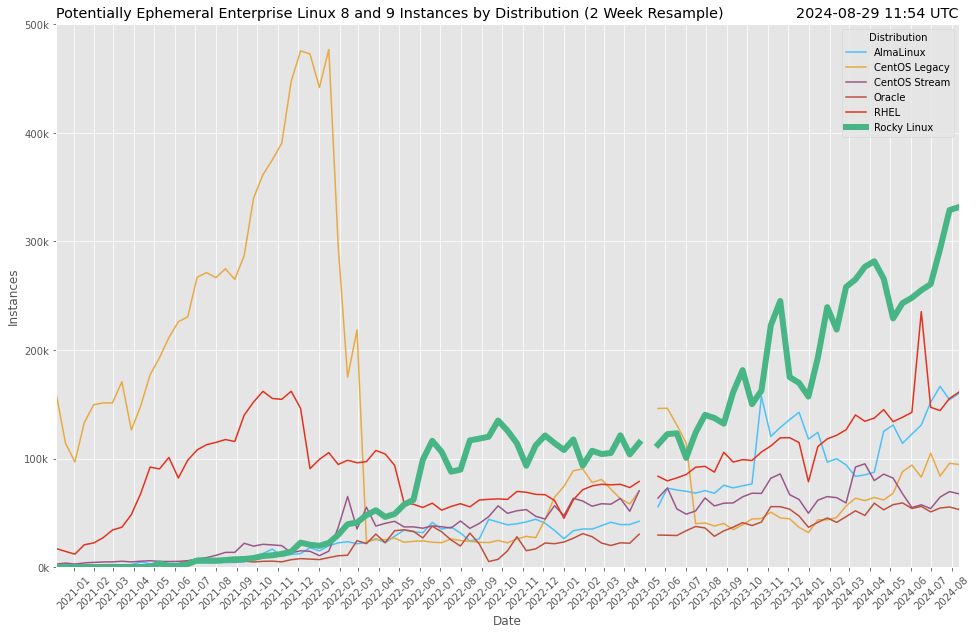 Potentially Ephemeral Enterprise Linux 8 and 9 Instances by Distribution (2 Week Resample)
2024-08-29 11:54 UTC
Distribution
AlmaLinux
CentOS Legacy
CentOS Stream
Oracle
RHEL
Rocky Linux
500k
400k
300k
200k
100k
0k
Instances
2021-01
2021-02
2021-03
2021-04
2021-05
2021-06
2021-07
2021-08
2021-09
2021-10
2021-11
2021-12
2022-01
2022-02
2022-03
2022-04
2022-05
2022-06
2022-07
2022-08
2022-09
2022-10
2022-11
2022-12
2023-01
2023-02
2023-03
2023-04
2023-05
2023-06
2023-07
2023-08
2023-09
2023-10
2023-11
2023-12
2024-01
2024-02
2024-03
2024-04
2024-05
2024-06
2024-07
2024-08
Date